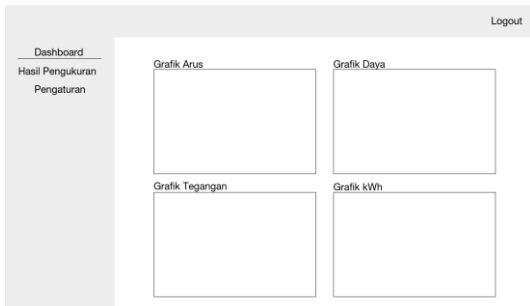 Logout
Dashboard
Hasil Pengukuran
Pengaturan
Grafik Arus
Grafik Daya
Grafik Tegangan
Grafik kWh